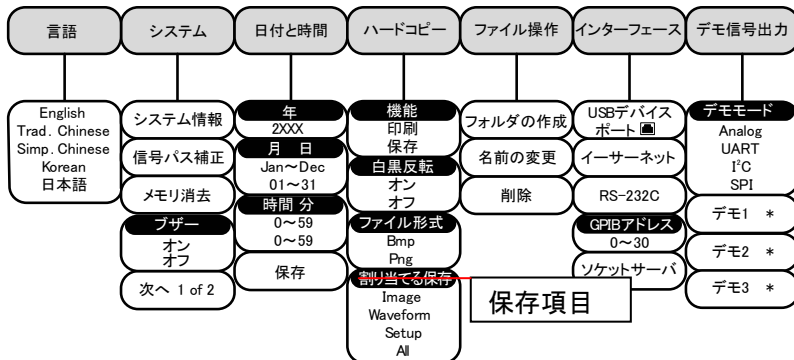 言語
English
Trad. Chinese
Simp. Chinese
Korean
日本語
システム
システム情報
信号パス補正
メモリ消去
ブザー
オン
オフ
次へ 1 of 2
日付と時間
年
2XXX
月 日
Jan～Dec
01～31
時間 分
0～59
0～59
保存
ハードコピー
機能
印刷
保存
白黒反転
オン
オフ
ファイル形式
Bmp
Png
割り当てる保存
Image
Waveform
Setup
All
保存項目
ファイル操作
フォルダの作成
名前の変更
削除
インターフェース
USBデバイス
ポート
イーサーネット
RS-232C
GPIBアドレス
0～30
ソケットサーバ
デモ信号出力
デモモード
Analog
UART
I²C
SPI
デモ1 *
デモ2 *
デモ3 *